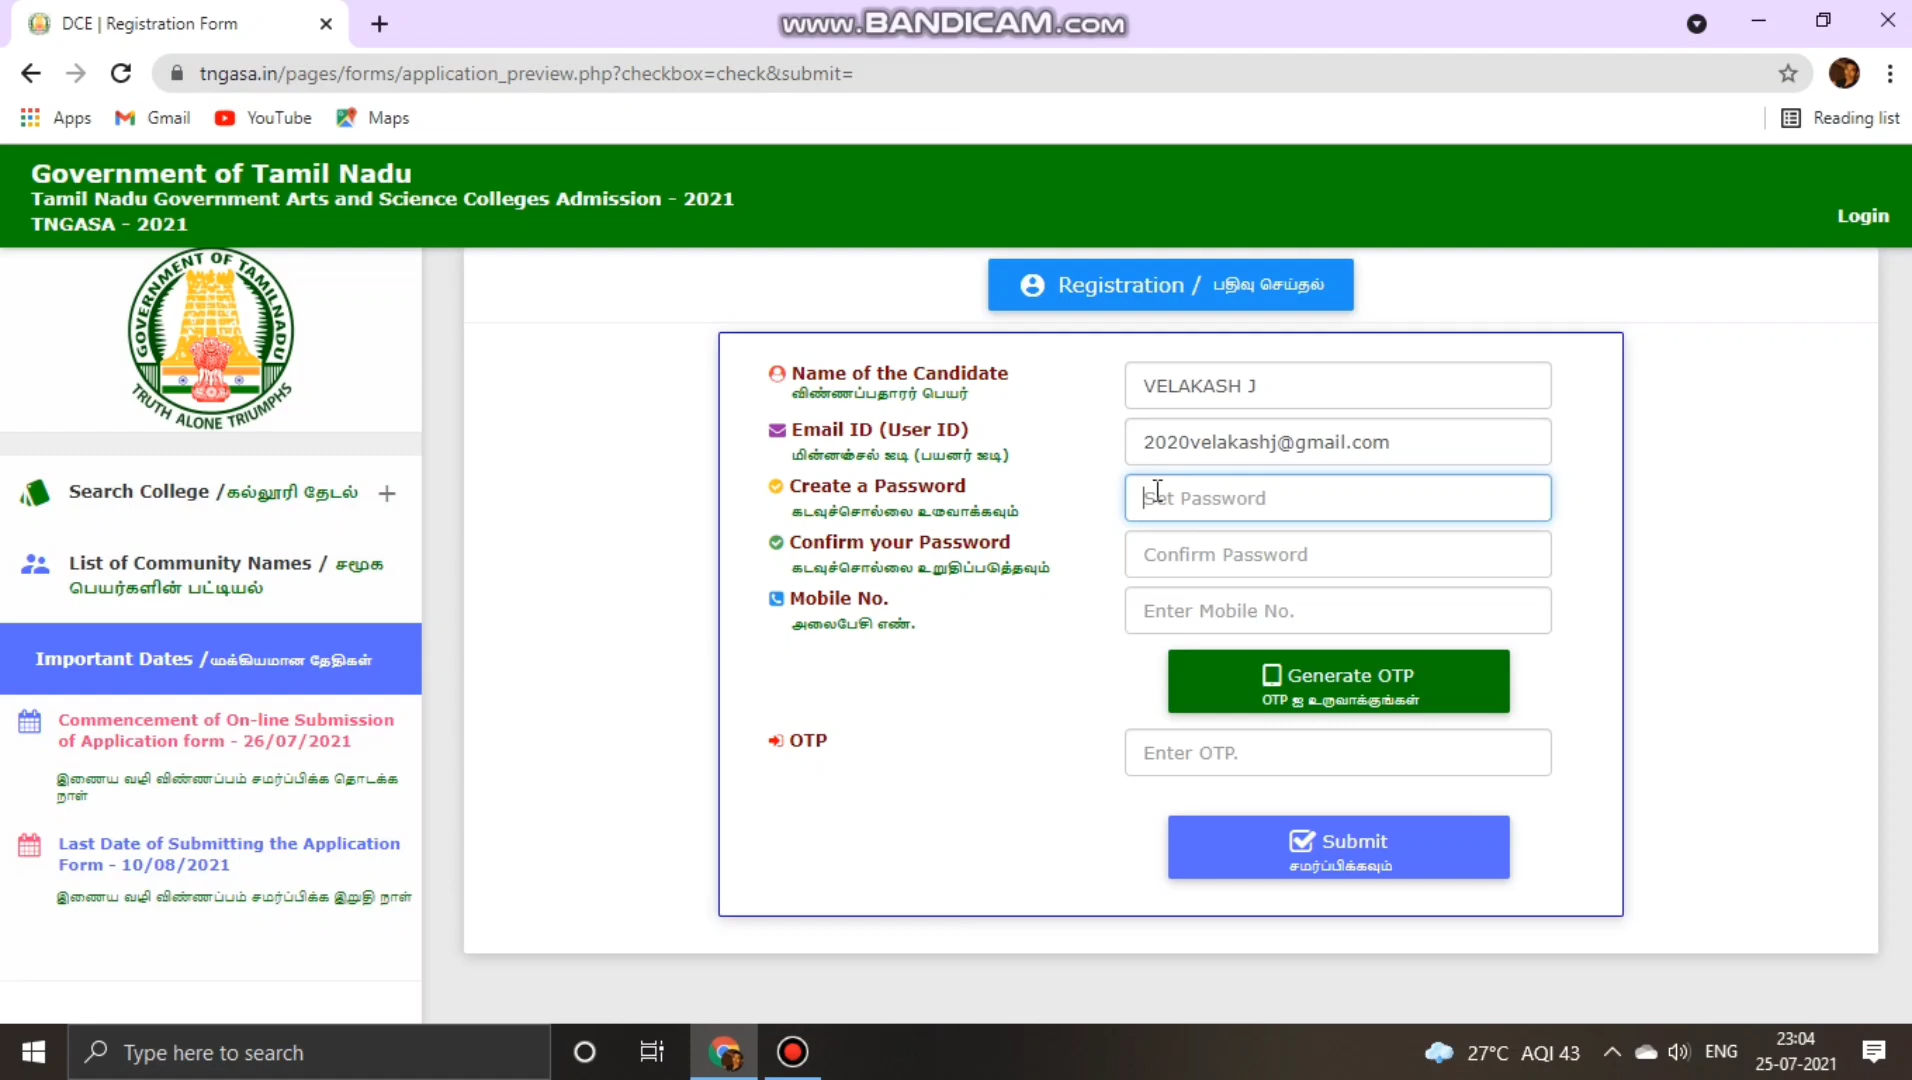 DCE | Registration Form
www.BANDICAM.com
tngasa.in/pages/forms/application_preview.php?checkbox=check&submit=
Apps
Gmail
YouTube
Maps
Reading list
Government of Tamil Nadu
Tamil Nadu Government Arts and Science Colleges Admission - 2021
TNGASA - 2021
Login
GOVERNMENT OF TAMILNADU
TRUTH ALONE TRIUMPHS
Search College /கல்லூரி தேடல்
List of Community Names / சமூக
பெயர்களின் பட்டியல்
Important Dates /முக்கியமான தேதிகள்
Commencement of On-line Submission
of Application form - 26/07/2021
இணைய வழி விண்ணப்பம் சமர்ப்பிக்க தொடக்க
நாள்
Last Date of Submitting the Application
Form - 10/08/2021
இணைய வழி விண்ணப்பம் சமர்ப்பிக்க இறுதி நாள்
Registration / பதிவு செய்தல்
Name of the Candidate
விண்ணப்பதாரர் பெயர்
VELAKASH J
Email ID (User ID)
மின்னஞ்சல் ஐடி (பயனர் ஐடி)
2020velakashj@gmail.com
Create a Password
கடவுச்சொல்லை உருவாக்கவும்
Set Password
Confirm your Password
கடவுச்சொல்லை உறுதிப்படுத்தவும்
Confirm Password
Mobile No.
அலைபேசி எண்.
Enter Mobile No.
Generate OTP
OTP ஐ உருவாக்குங்கள்
OTP
Enter OTP.
Submit
சமர்ப்பிக்கவும்
Type here to search
27°C AQI 43
ENG
23:04
25-07-2021